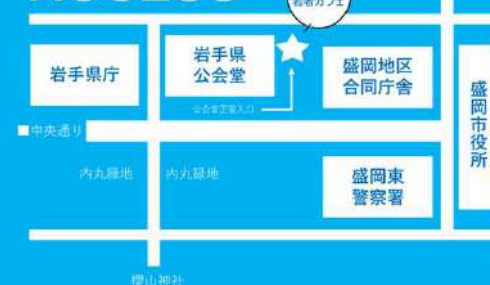 若者カフェ
岩手県庁
岩手県
公会堂
盛岡地区
合同庁舎
盛岡市役所
公会堂正面入口
■中央通り
内丸緑地
内丸緑地
盛岡東
警察署
櫻山神社